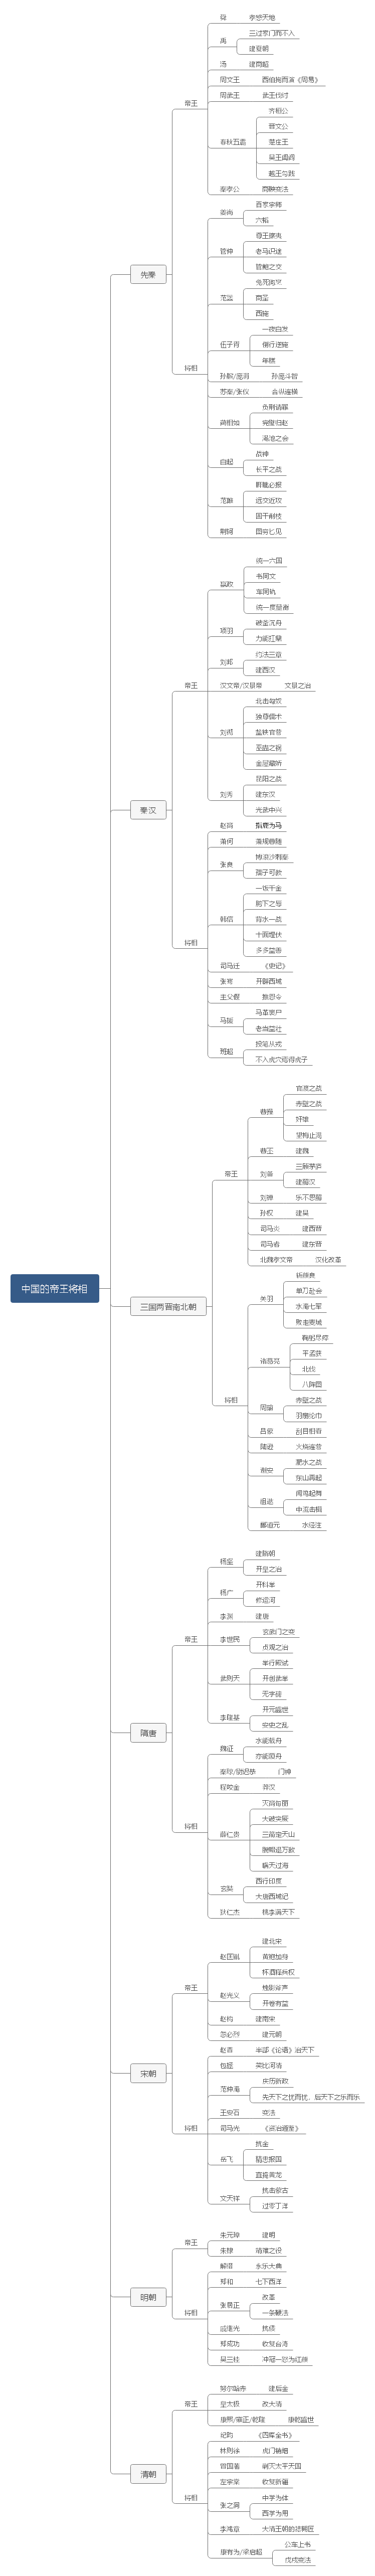 中国的帝王将相
先秦
帝王
舜
孝感天地
禹
三过家门而不入
建夏朝
汤
建商朝
周文王
西伯拘而演《周易》
周武王
武王伐纣
春秋五霸
齐桓公
晋文公
楚庄王
吴王阖闾
越王勾践
秦孝公
商鞅变法
将相
姜尚
百家宗师
六韬
管仲
尊王攘夷
老马识途
管鲍之交
范蠡
兔死狗烹
商圣
西施
伍子胥
一夜白发
倒行逆施
孙膑/庞涓
孙庞斗智
苏秦/张仪
合纵连横
蔺相如
负荆请罪
完璧归赵
渑池之会
白起
战神
长平之战
范雎
睚眦必报
远交近攻
固干削枝
荆轲
图穷匕见
秦汉
帝王
嬴政
统一六国
书同文
车同轨
统一度量衡
项羽
破釜沉舟
力能扛鼎
刘邦
约法三章
建西汉
汉文帝/汉景帝
文景之治
刘彻
北击匈奴
独尊儒术
盐铁官营
巫蛊之祸
金屋藏娇
刘秀
昆阳之战
建东汉
光武中兴
将相
赵高
指鹿为马
萧何
萧规曹随
张良
博浪沙刺秦
孺子可教
韩信
一饭千金
胯下之辱
背水一战
十面埋伏
多多益善
司马迁
《史记》
张骞
开辟西域
主父偃
推恩令
马援
马革裹尸
老当益壮
班超
投笔从戎
不入虎穴焉得虎子
三国两晋南北朝
帝王
曹操
官渡之战
赤壁之战
奸雄
望梅止渴
曹丕
建魏
刘备
三顾茅庐
建蜀汉
刘禅
乐不思蜀
孙权
建吴
司马炎
建西晋
司马睿
建东晋
北魏孝文帝
汉化改革
将相
关羽
斩颜良
单刀赴会
水淹七军
败走麦城
诸葛亮
鞠躬尽瘁
平孟获
北伐
八阵图
周瑜
赤壁之战
羽扇纶巾
吕蒙
刮目相看
陆逊
火烧连营
谢安
淝水之战
东山再起
祖逖
闻鸡起舞
中流击楫
郦道元
水经注
隋唐
帝王
杨坚
建隋朝
开皇之治
杨广
开科举
修运河
李渊
建唐
李世民
玄武门之变
贞观之治
武则天
举行殿试
开创武举
无字碑
李隆基
开元盛世
安史之乱
将相
魏征
水能载舟
亦能覆舟
秦琼/尉迟恭
门神
程咬金
莽汉
薛仁贵
灭高句丽
大破突厥
三箭定天山
脱帽退万敌
瞒天过海
玄奘
西行印度
大唐西域记
狄仁杰
桃李满天下
宋朝
帝王
赵匡胤
建北宋
黄袍加身
杯酒释兵权
赵光义
烛影斧声
开卷有益
赵构
建南宋
忽必烈
建元朝
将相
赵普
半部《论语》治天下
包拯
笑比河清
范仲淹
庆历新政
先天下之忧而忧，后天下之乐而乐
王安石
变法
司马光
《资治通鉴》
岳飞
抗金
精忠报国
直捣黄龙
文天祥
抗击蒙古
过零丁洋
明朝
帝王
朱元璋
建明
朱棣
靖难之役
将相
解缙
永乐大典
郑和
七下西洋
张居正
改革
一条鞭法
戚继光
抗倭
郑成功
收复台湾
吴三桂
冲冠一怒为红颜
清朝
帝王
努尔哈赤
建后金
皇太极
改大清
康熙/雍正/乾隆
康乾盛世
将相
纪昀
《四库全书》
林则徐
虎门销烟
曾国藩
剿灭太平天国
左宗棠
收复新疆
张之洞
中学为体
西学为用
李鸿章
大清王朝的裱糊匠
康有为/梁启超
公车上书
戊戌变法